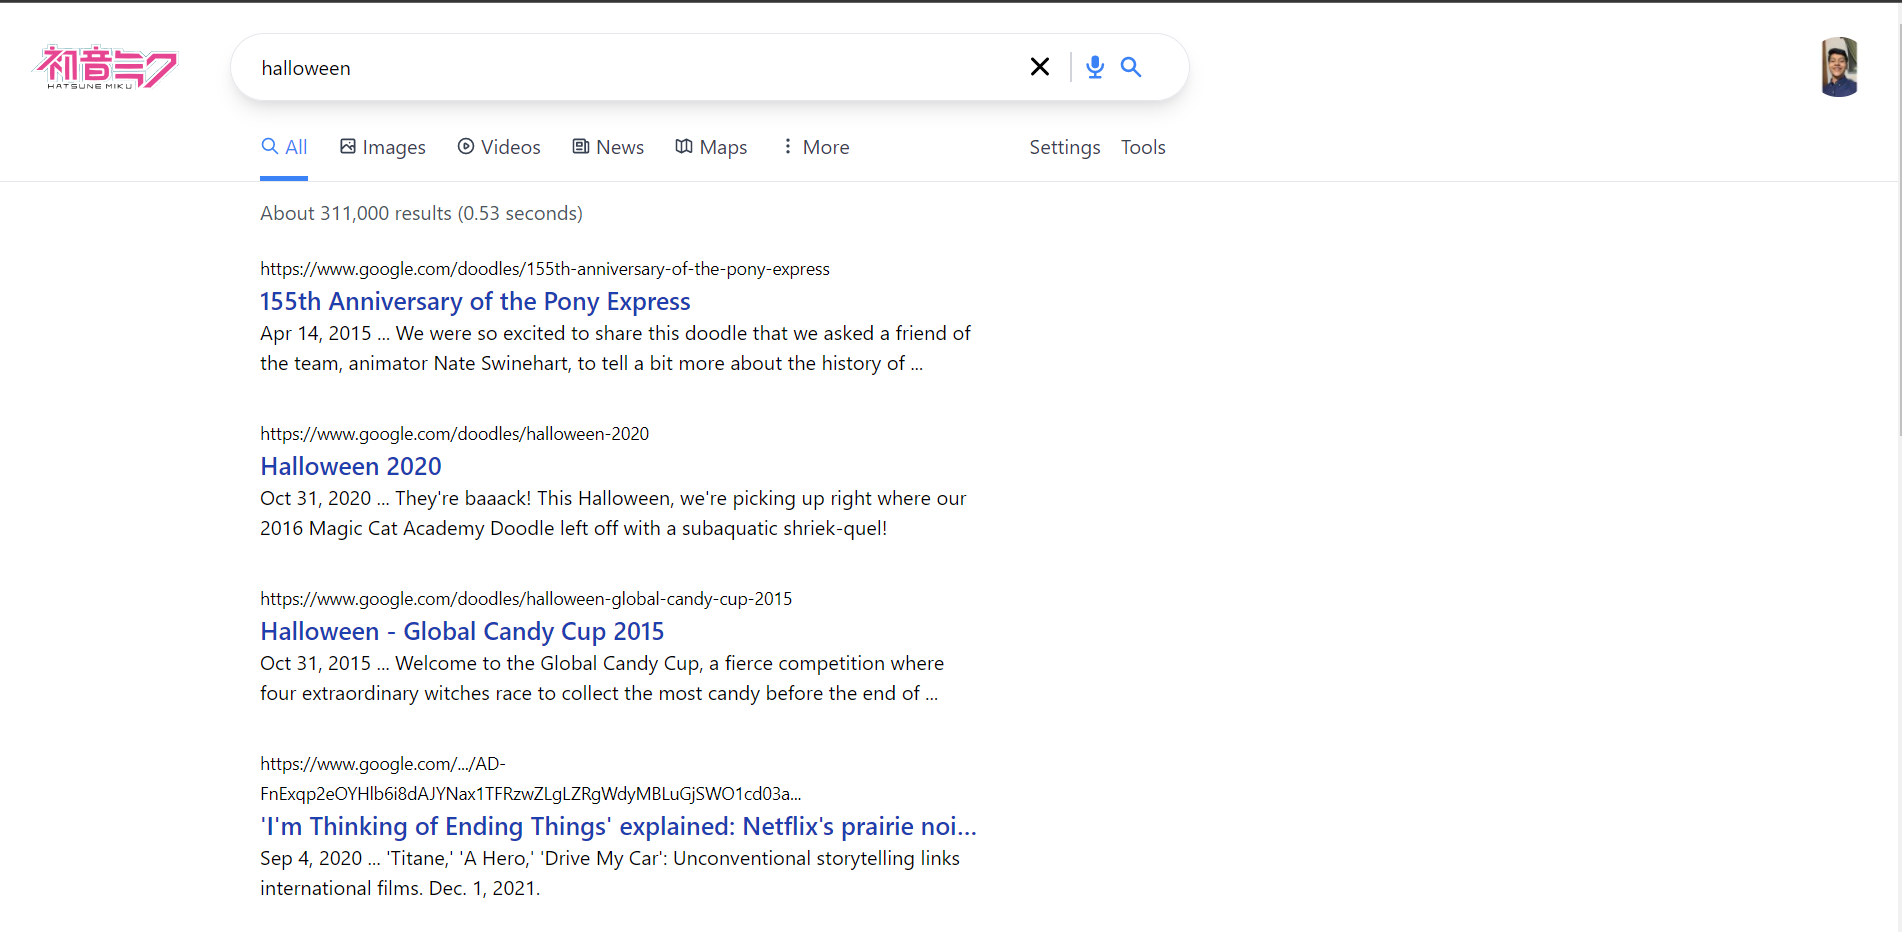 初音ミク
HATSUNE MIKU
halloween
All Images Videos News Maps More Settings Tools
About 311,000 results (0.53 seconds)
https://www.google.com/doodles/155th-anniversary-of-the-pony-express
155th Anniversary of the Pony Express
Apr 14, 2015 ... We were so excited to share this doodle that we asked a friend of
the team, animator Nate Swinehart, to tell a bit more about the history of ...
https://www.google.com/doodles/halloween-2020
Halloween 2020
Oct 31, 2020 ... They're baaack! This Halloween, we're picking up right where our
2016 Magic Cat Academy Doodle left off with a subaquatic shriek-quel!
https://www.google.com/doodles/halloween-global-candy-cup-2015
Halloween - Global Candy Cup 2015
Oct 31, 2015 ... Welcome to the Global Candy Cup, a fierce competition where
four extraordinary witches race to collect the most candy before the end of ...
https://www.google.com/.../AD-
FnExqp2eOYHlb6i8dAJYNax1TFRzwZLgLZRgWdyMBLuGjSWO1cd03a...
'I'm Thinking of Ending Things' explained: Netflix's prairie noi...
Sep 4, 2020 ... 'Titane,' 'A Hero,' 'Drive My Car': Unconventional storytelling links
international films. Dec. 1, 2021.